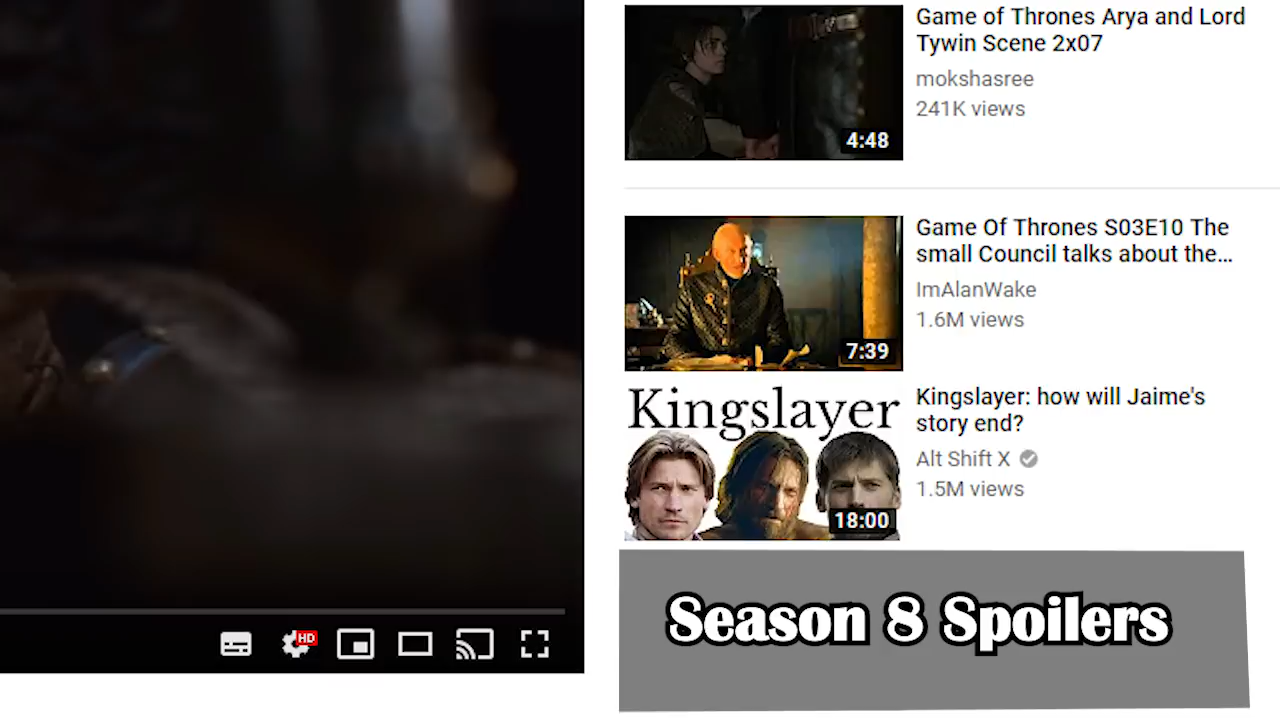 Game of Thrones Arya and Lord
Tywin Scene 2x07
mokshasree
241K views
4:48
Game Of Thrones S03E10 The
small Council talks about the...
ImAlanWake
1.6M views
7:39
Kingslayer
Kingslayer: how will Jaime's
story end?
Alt Shift X
1.5M views
18:00
Season 8 Spoilers
HD